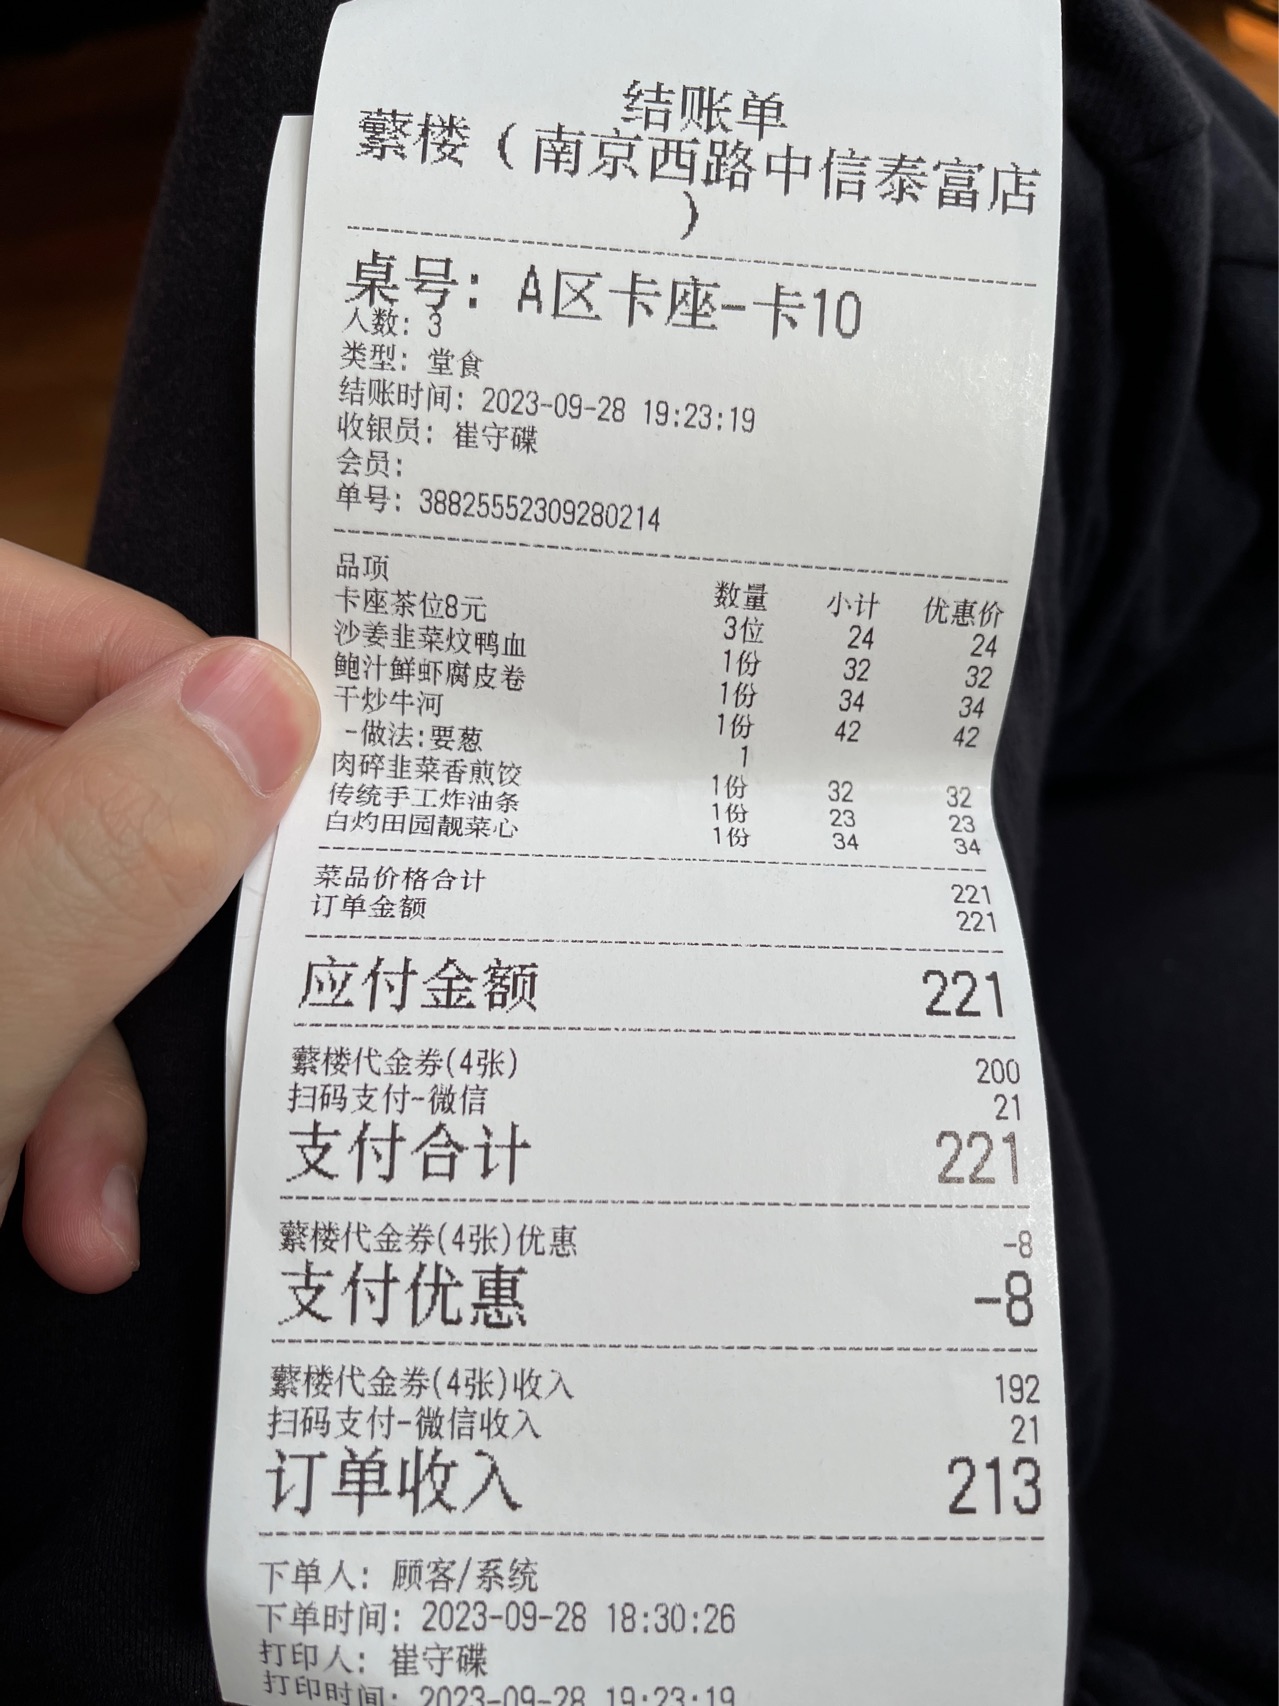 结账单
蘩楼（南京西路中信泰富店
）
桌号：A区卡座-卡10
人数：3
类型：堂食
结账时间：2023-09-28 19:23:19
收银员：崔守碟
会员：
单号：38825552309280214
品项 数量 小计 优惠价
卡座茶位8元 3位 24 24
沙姜韭菜炆鸭血 1份 32 32
鲍汁鲜虾腐皮卷 1份 34 34
干炒牛河 1份 42 42
-做法:要葱 1
肉碎韭菜香煎饺 1份 32 32
传统手工炸油条 1份 23 23
白灼田园靓菜心 1份 34 34
菜品价格合计 221
订单金额 221
应付金额 221
蘩楼代金券(4张) 200
扫码支付-微信 21
支付合计 221
蘩楼代金券(4张)优惠 -8
支付优惠 -8
蘩楼代金券(4张)收入 192
扫码支付-微信收入 21
订单收入 213
下单人：顾客/系统
下单时间：2023-09-28 18:30:26
打印人：崔守碟
打印时间：2023-09-28 19:23:19